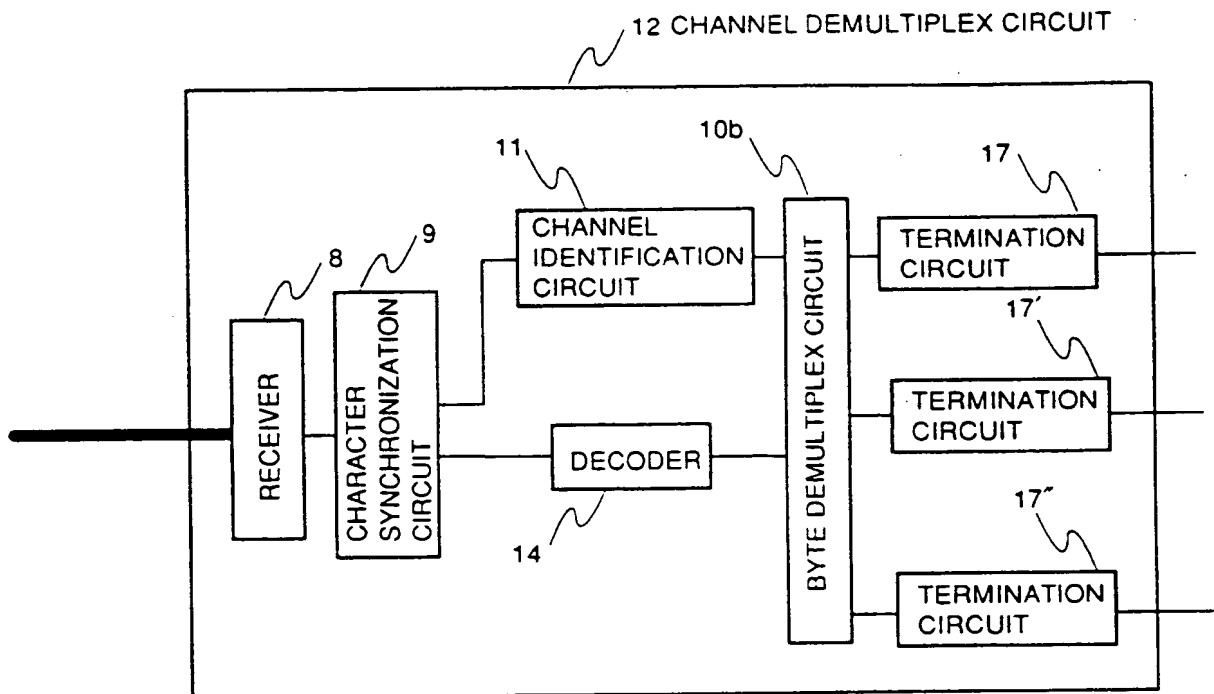 12 CHANNEL DEMULTIPLEX CIRCUIT
10b
17
11
CHANNEL
IDENTIFICATION
CIRCUIT
TERMINATION
CIRCUIT
9
8
17′
RECEIVER
CHARACTER
SYNCHRONIZATION
CIRCUIT
DECODER
14
BYTE DEMULTIPLEX CIRCUIT
TERMINATION
CIRCUIT
17″
TERMINATION
CIRCUIT